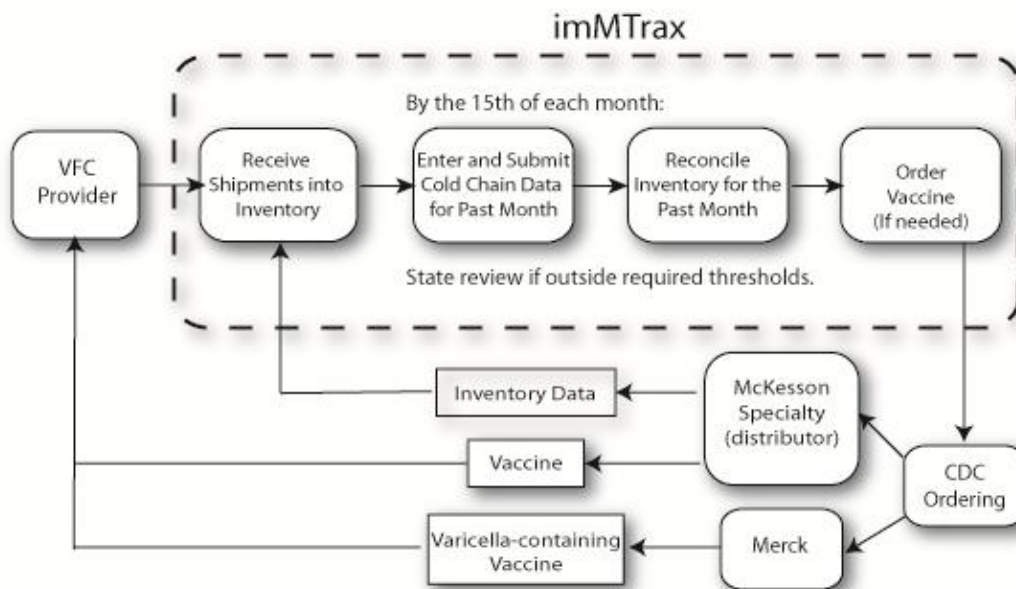 imMTrax
By the 15th of each month:
VFC
Provider
Receive
Shipments into
Inventory
Enter and Submit
Cold Chain Data
for Past Month
Reconcile
Inventory for the
Past Month
Order
Vaccine
(If needed)
State review if outside required thresholds.
Inventory Data
McKesson
Specialty
(distributor)
Vaccine
CDC
Ordering
Varicella-containing
Vaccine
Merck